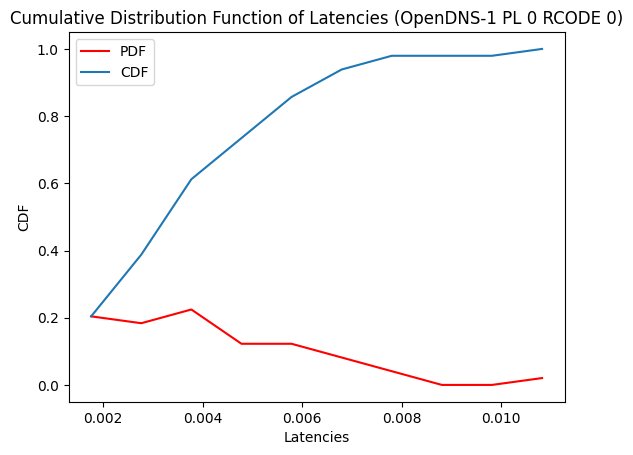 Cumulative Distribution Function of Latencies (OpenDNS-1 PL 0 RCODE 0)
PDF
CDF
1.0
0.8
0.6
0.4
0.2
0.0
CDF
0.002
0.004
0.006
0.008
0.010
Latencies